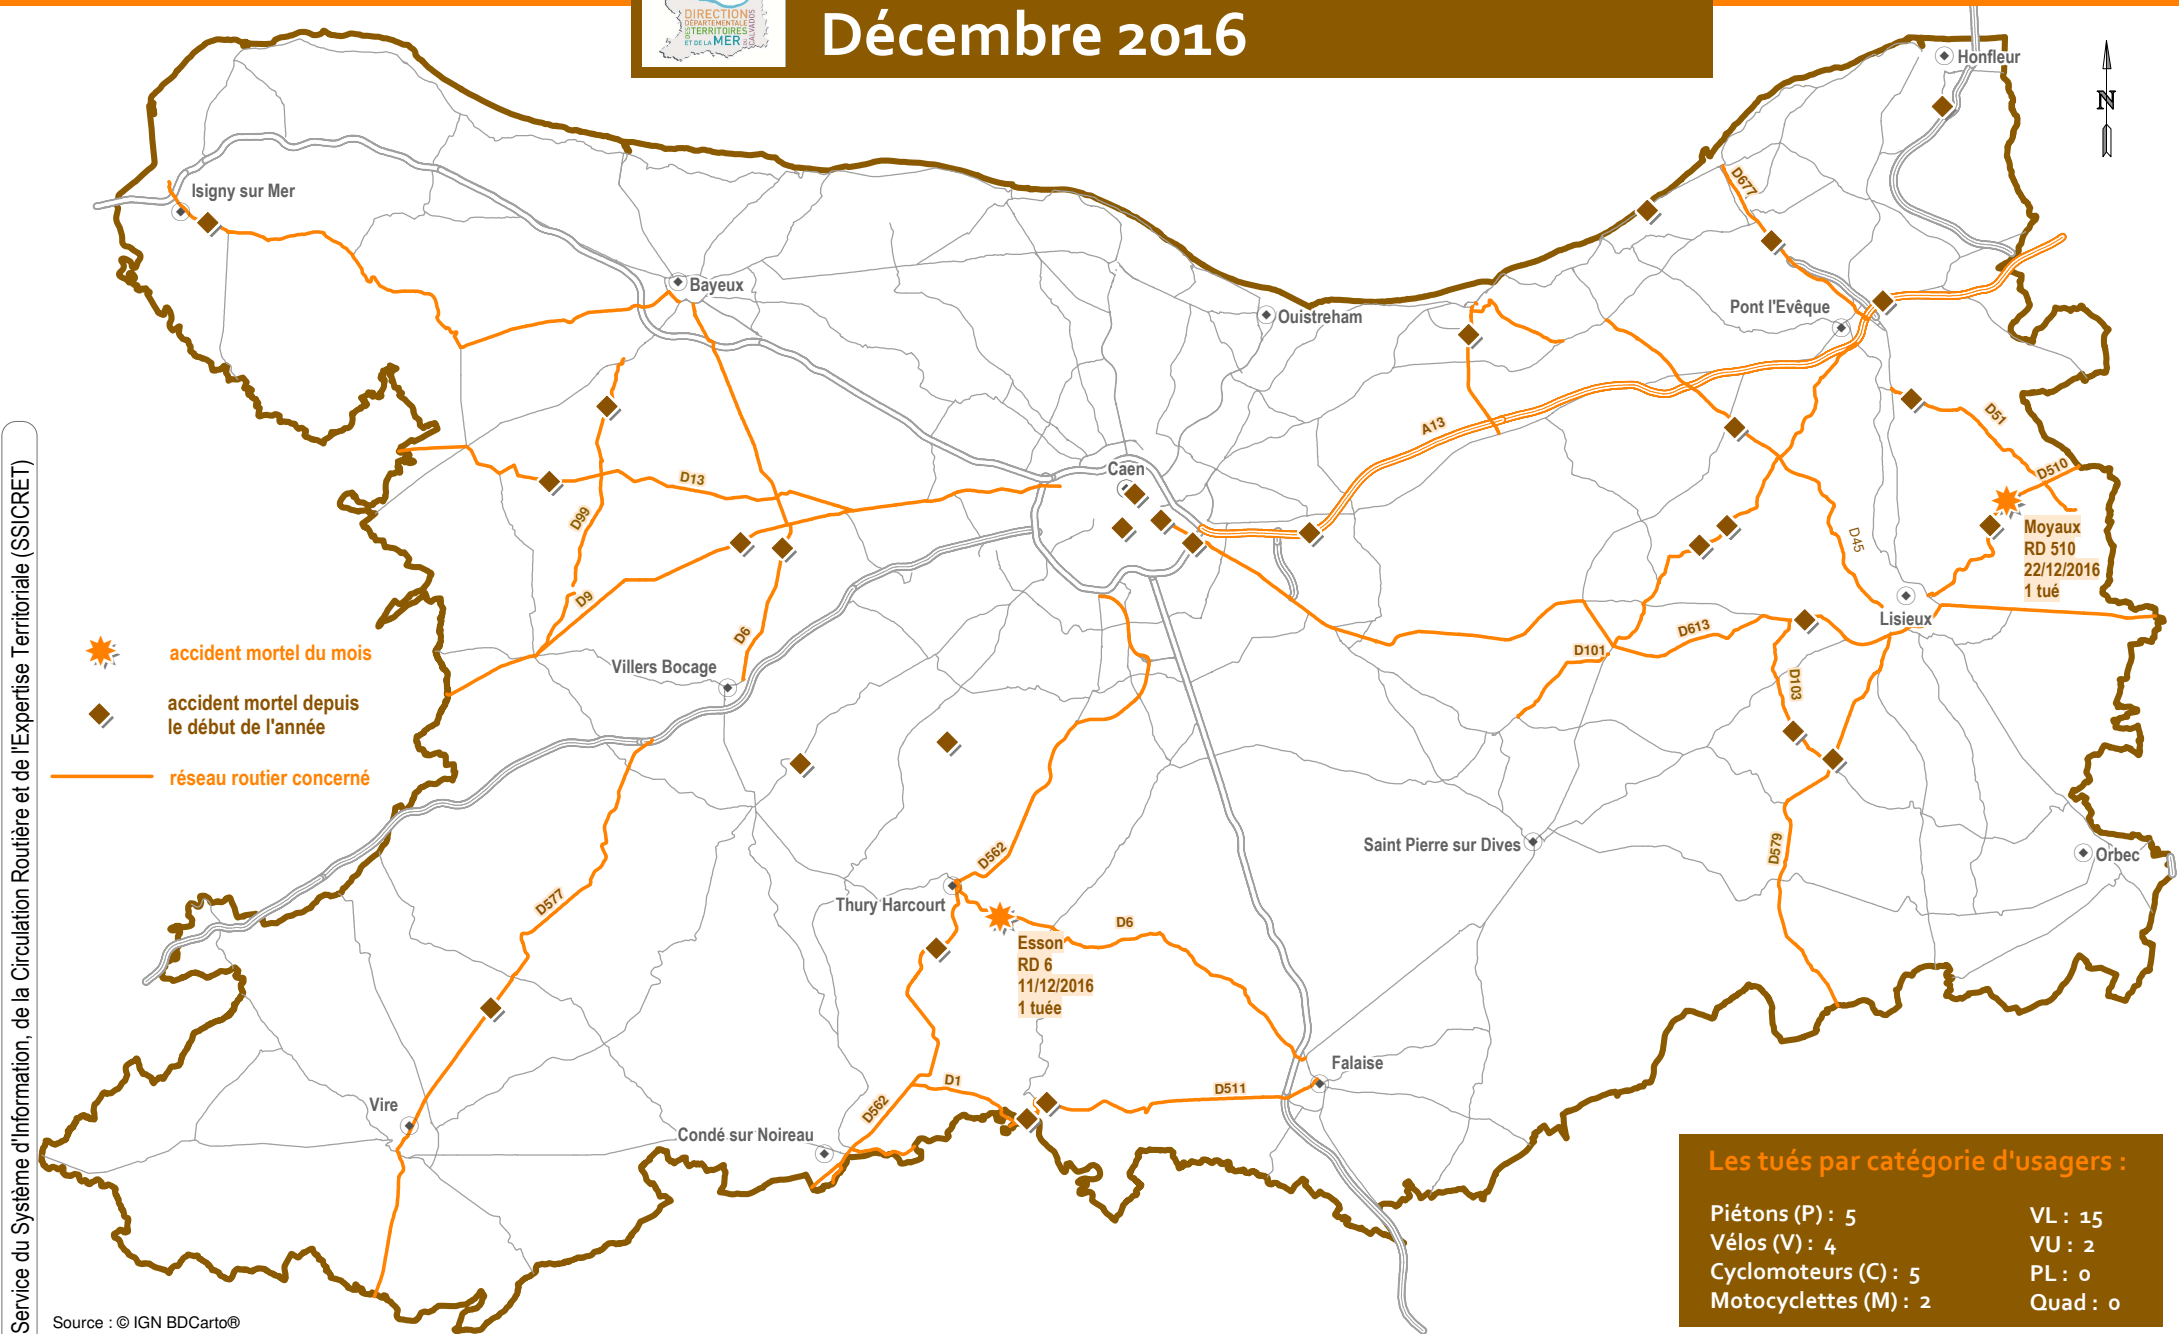 DIRECTION
DÉPARTEMENTALE
DES TERRITOIRES
ET DE LA MER
DU CALVADOS
Décembre 2016
N
Honfleur
Isigny sur Mer
D677
Bayeux
Ouistreham
Pont l'Evêque
A13
D51
Caen
D510
D13
D99
Moyaux
RD 510
22/12/2016
1 tué
D45
D9
D6
Lisieux
D613
D101
D103
Villers Bocage
accident mortel du mois
accident mortel depuis
le début de l'année
réseau routier concerné
Service du Système d'Information, de la Circulation Routière et de l'Expertise Territoriale (SSICRET)
Saint Pierre sur Dives
D579
Orbec
D562
Thury Harcourt
D577
D6
Esson
RD 6
11/12/2016
1 tuée
Falaise
D1
D511
D562
Vire
Condé sur Noireau
Les tués par catégorie d'usagers :
Piétons (P) : 5
Vélos (V) : 4
Cyclomoteurs (C) : 5
Motocyclettes (M) : 2
VL : 15
VU : 2
PL : 0
Quad : 0
Source : © IGN BDCarto®